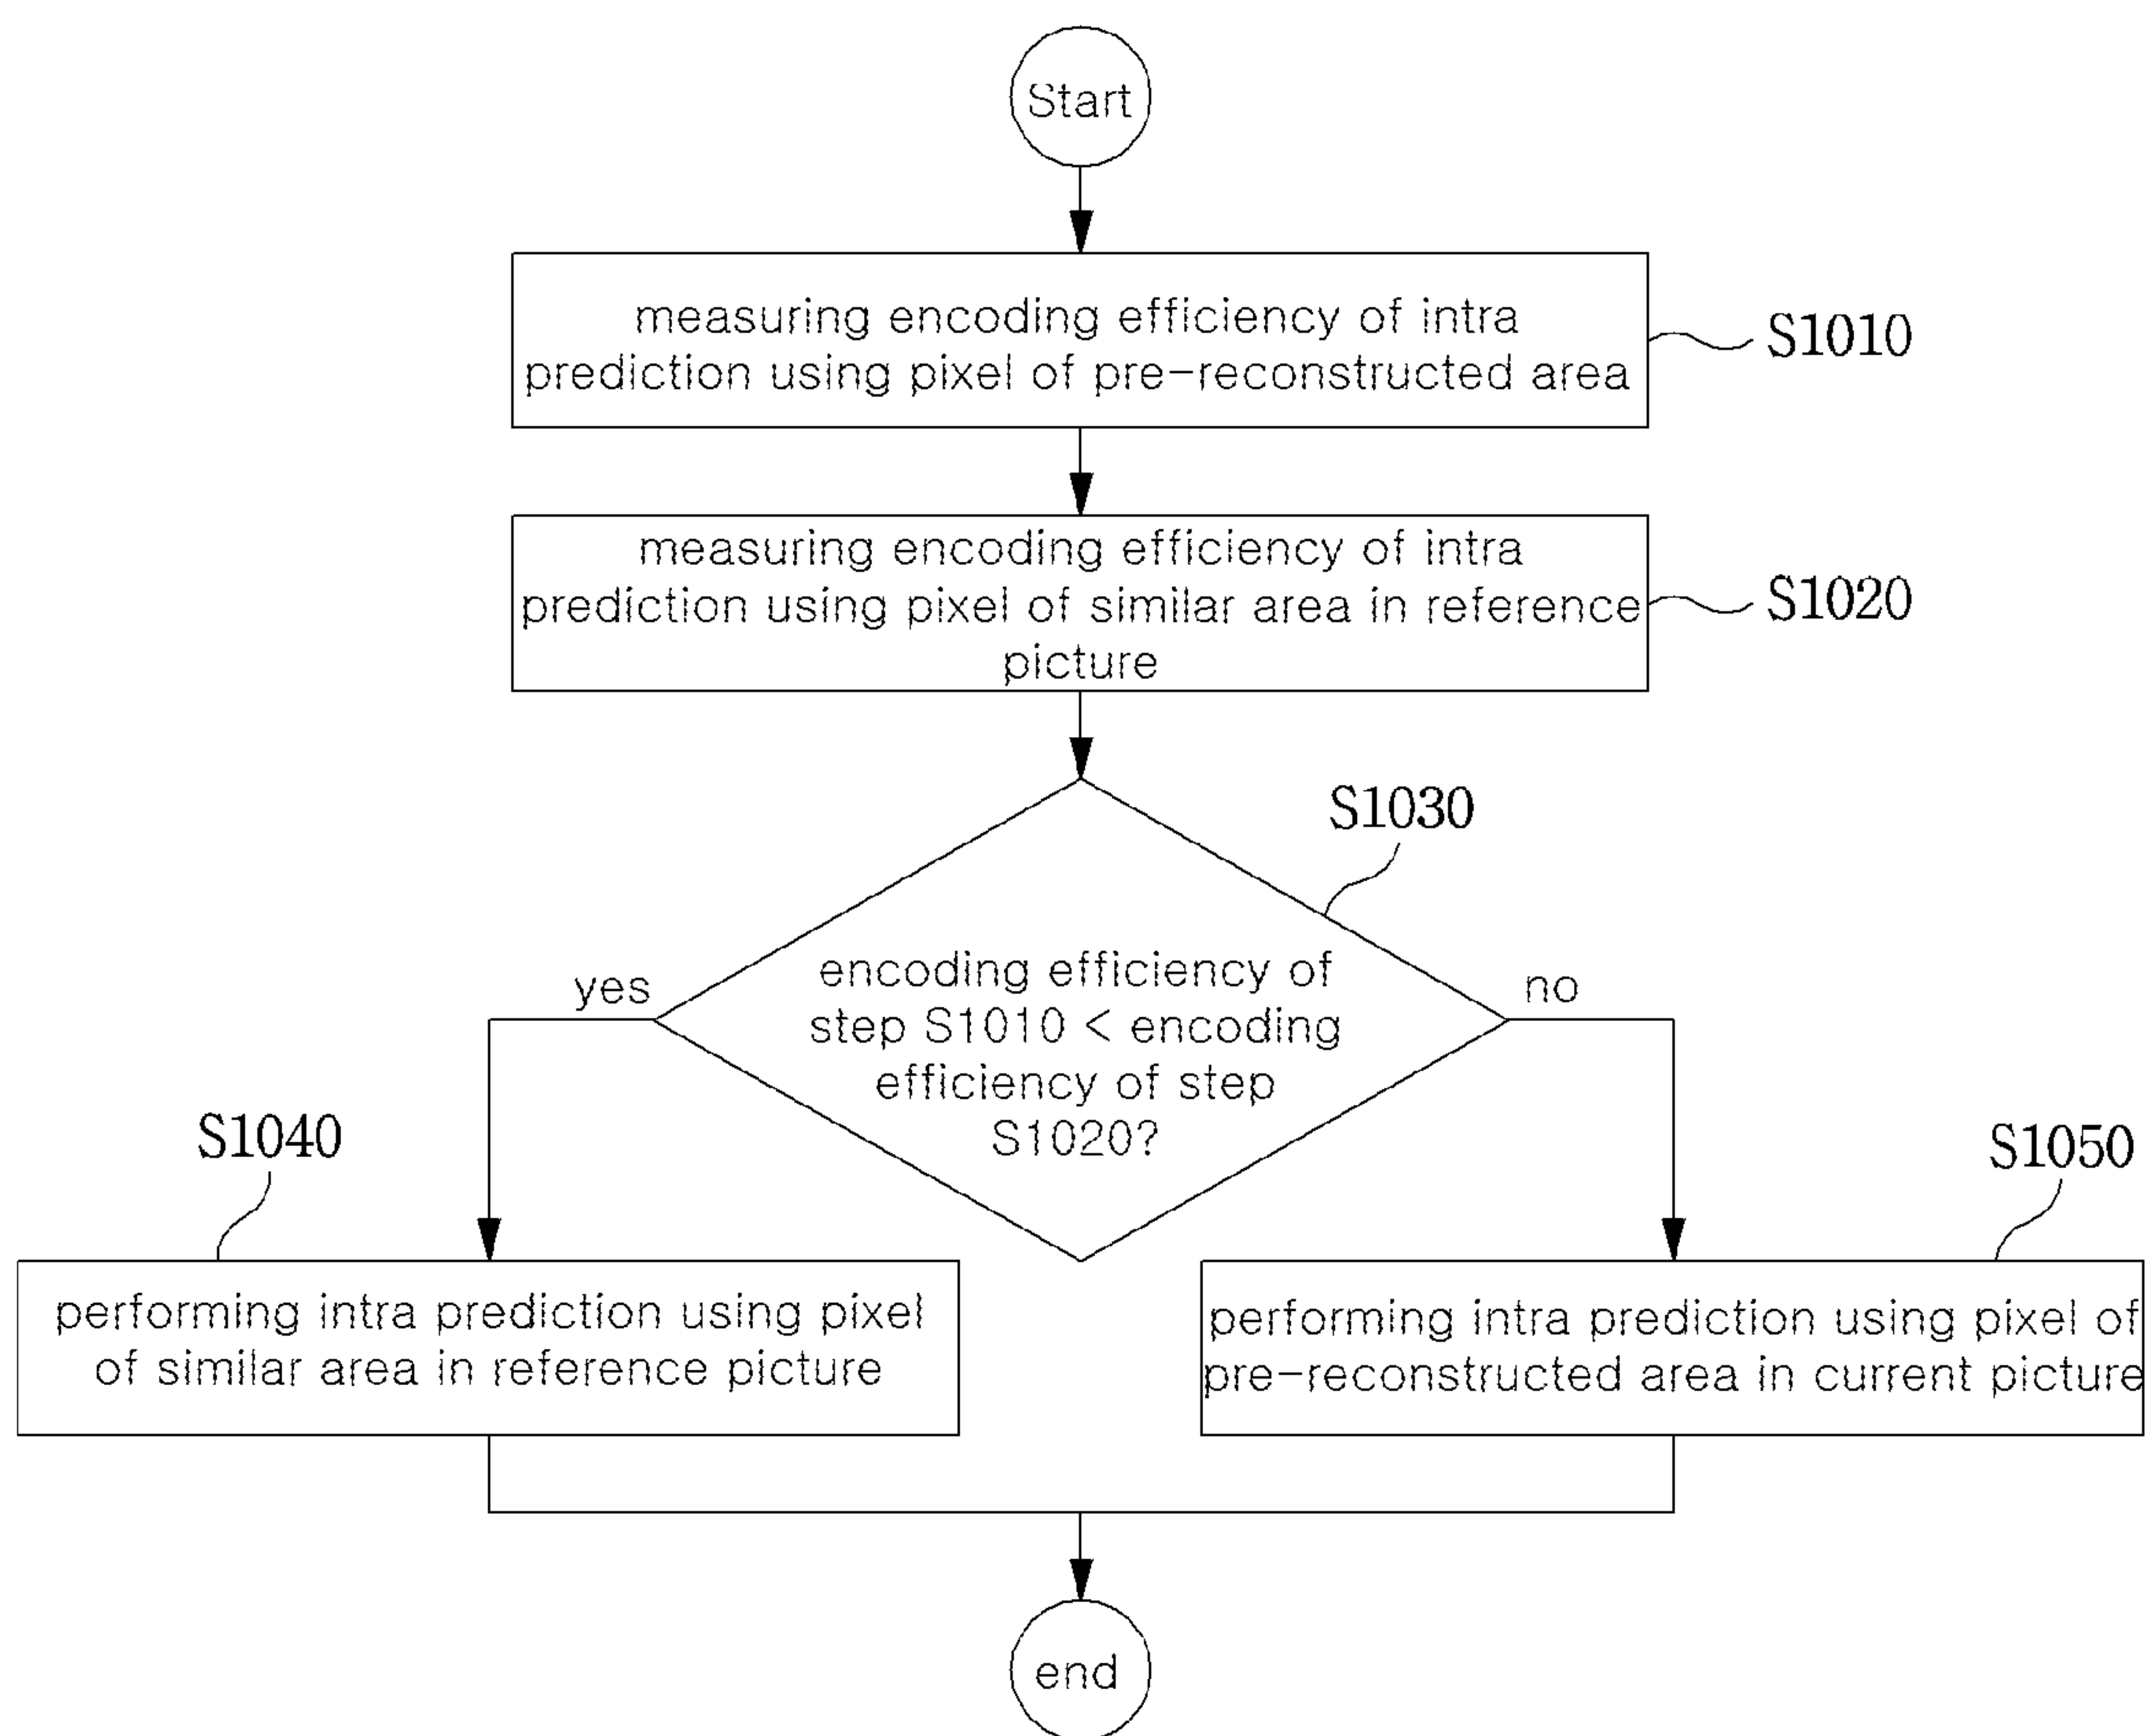 Start
measuring encoding efficiency of intra
prediction using pixel of pre-reconstructed area
S1010
measuring encoding efficiency of intra
prediction using pixel of similar area in reference
picture
S1020
S1030
encoding efficiency of
step S1010 < encoding
efficiency of step
S1020?
yes
no
S1040
S1050
performing intra prediction using pixel
of similar area in reference picture
performing intra prediction using pixel of
pre-reconstructed area in current picture
end